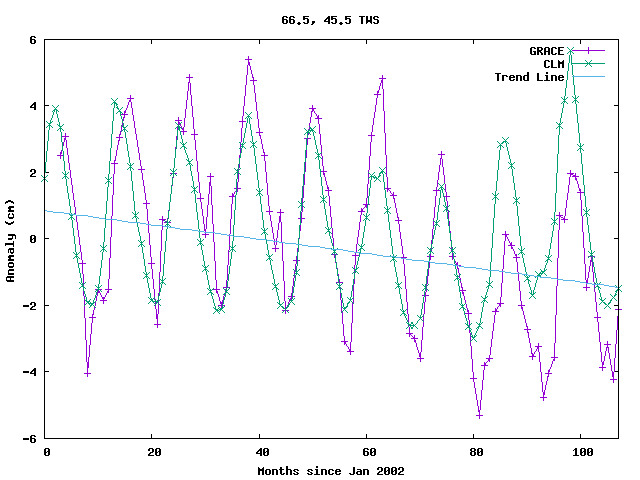 66.5, 45.5 TWS
GRACE
CLM
Trend Line
6
4
2
0
-2
-4
-6
Anomaly (cm)
0 20 40 60 80 100
Months since Jan 2002